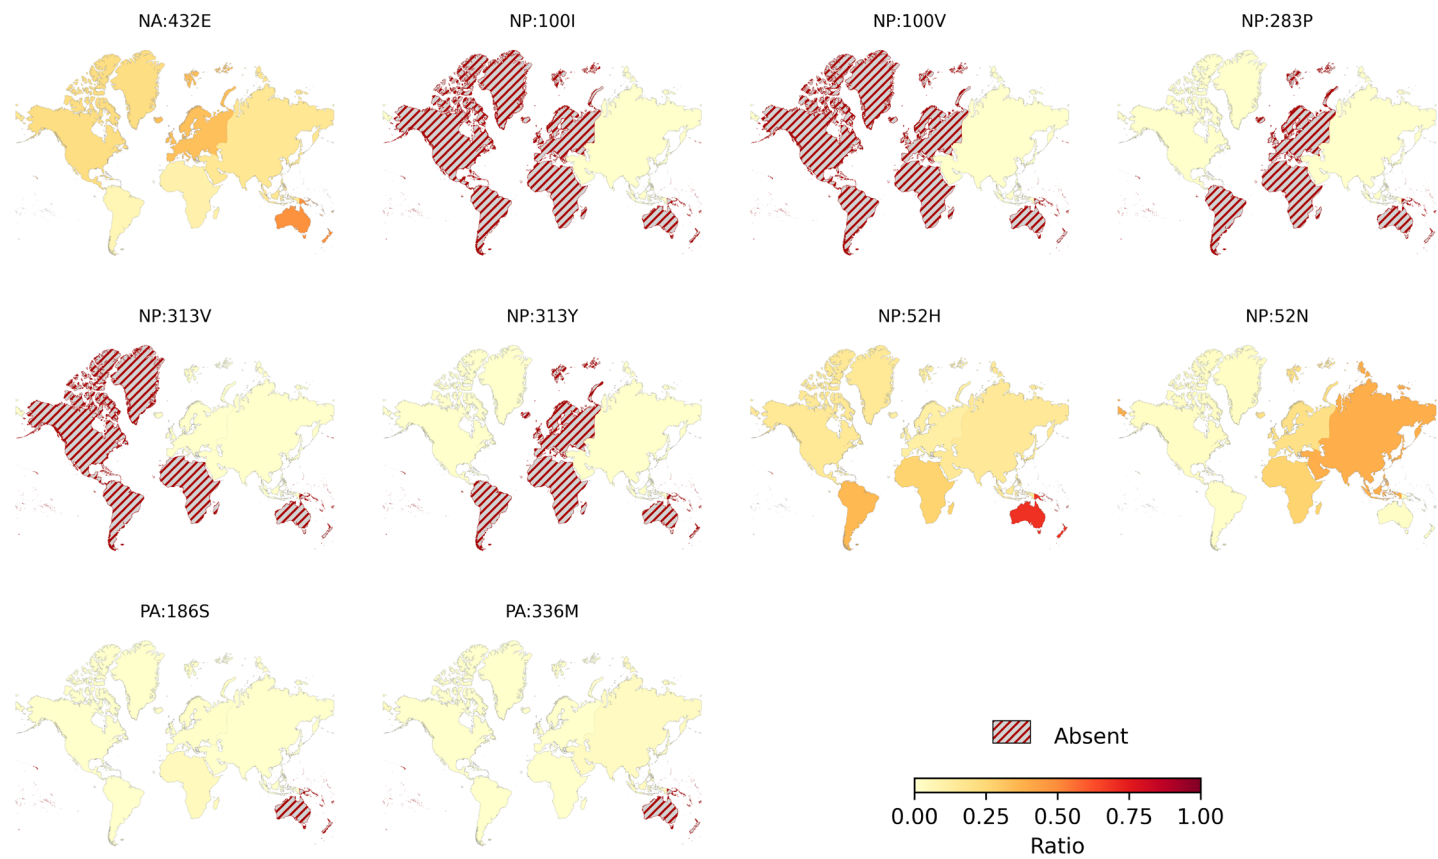 NA:432E
NP:100I
NP:100V
NP:283P
NP:313V
NP:313Y
NP:52H
NP:52N
PA:186S
PA:336M
Absent
0.00 0.25 0.50 0.75 1.00
Ratio